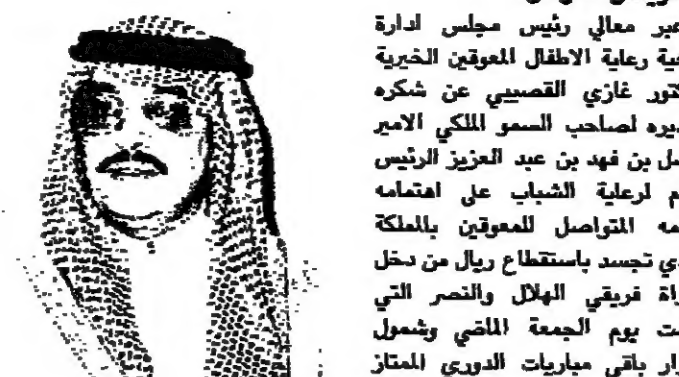 عبر معالي رئيس مجلس ادارة
عية رعاية الاطفال المعوقين الخيرية
كتور غازي القصيبي عن شكره
ديره لصاحب السمو الملكي الامير
صل بن فهد بن عبد العزيز الرئيس
م لرعاية الشباب على اهتمامه
مه المتواصل للمعوقين بالمملكة
ذي تجسد باستقطاع ريال من دخل
راة فريقي الهلال والنصر التي
ت يوم الجمعة الماضي وشمول
رار باقي مباريات الدوري الممتاز